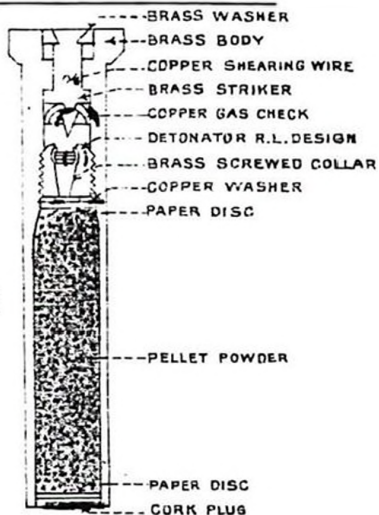 BRASS WASHER
BRASS BODY
COPPER SHEARING WIRE
BRASS STRIKER
COPPER GAS CHECK
DETONATOR R.L. DESIGN
BRASS SCREWED COLLAR
COPPER WASHER
PAPER DISC
PELLET POWDER
PAPER DISC
CORK PLUG